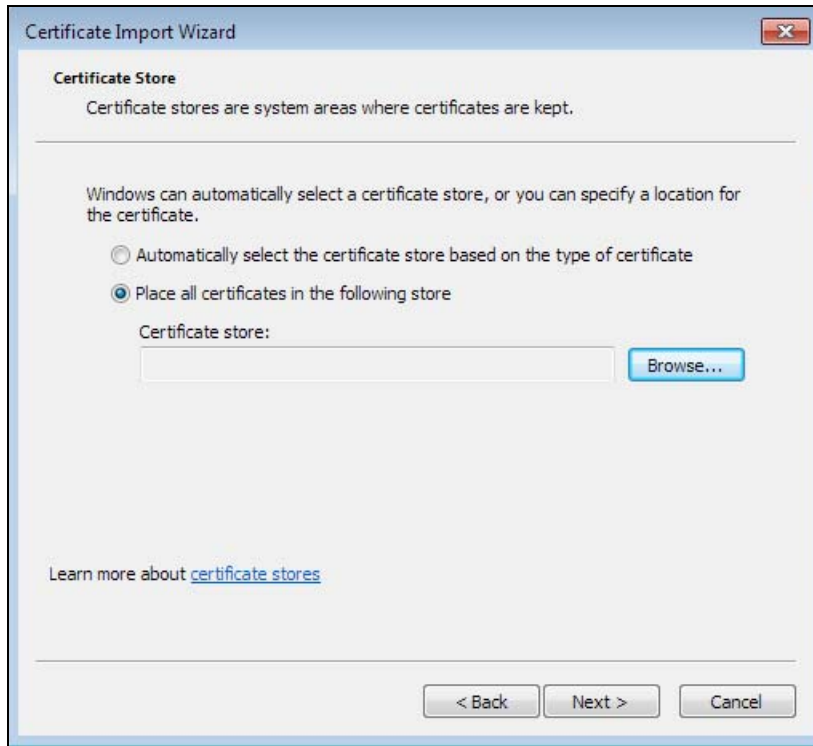 Certificate Import Wizard
Certificate Store
Certificate stores are system areas where certificates are kept.
Windows can automatically select a certificate store, or you can specify a location for
the certificate.
Automatically select the certificate store based on the type of certificate
Place all certificates in the following store
Certificate store:
Browse...
Learn more about certificate stores
< Back Next > Cancel